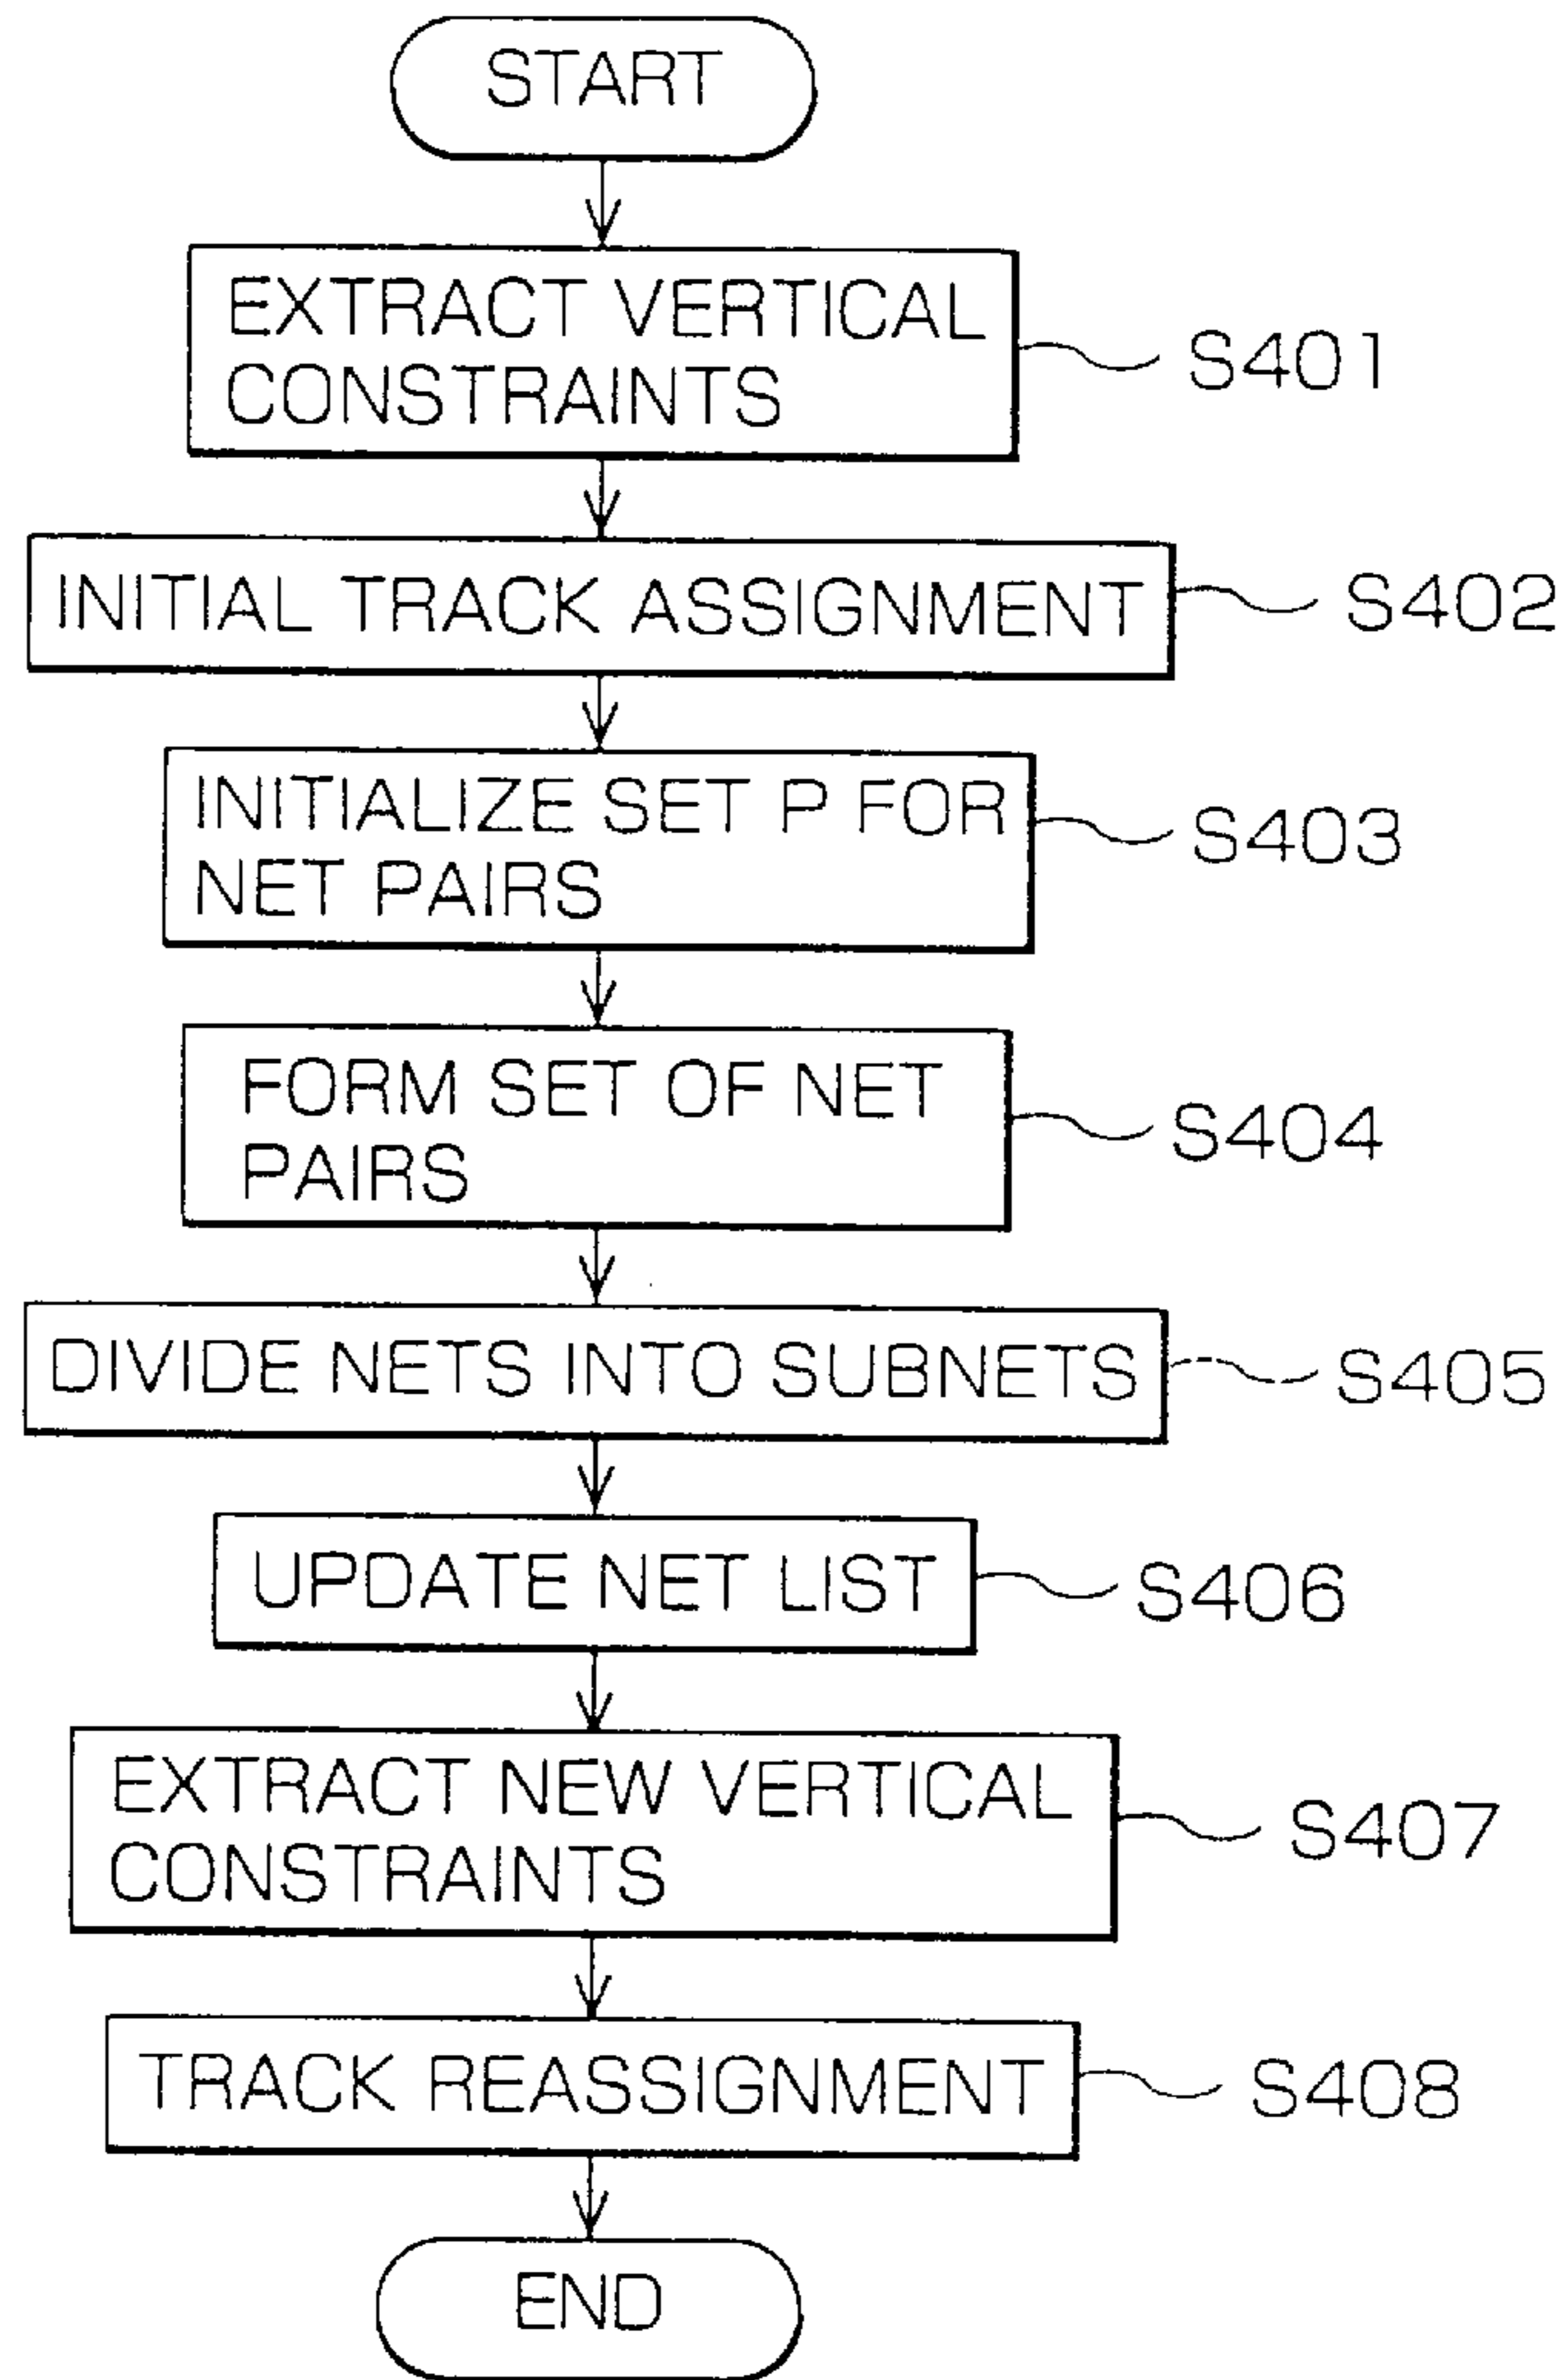 START
EXTRACT VERTICAL
CONSTRAINTS
S401
INITIAL TRACK ASSIGNMENT
S402
INITIALIZE SET P FOR
NET PAIRS
S403
FORM SET OF NET
PAIRS
S404
DIVIDE NETS INTO SUBNETS
S405
UPDATE NET LIST
S406
EXTRACT NEW VERTICAL
CONSTRAINTS
S407
TRACK REASSIGNMENT
S408
END